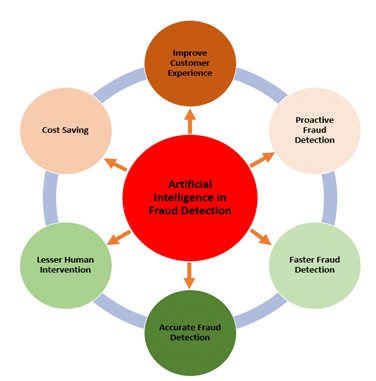 Improve
Customer
Experience
Cost Saving
Proactive
Fraud
Detection
Artificial
Intelligence in
Fraud Detection
Lesser Human
Intervention
Faster Fraud
Detection
Accurate Fraud
Detection